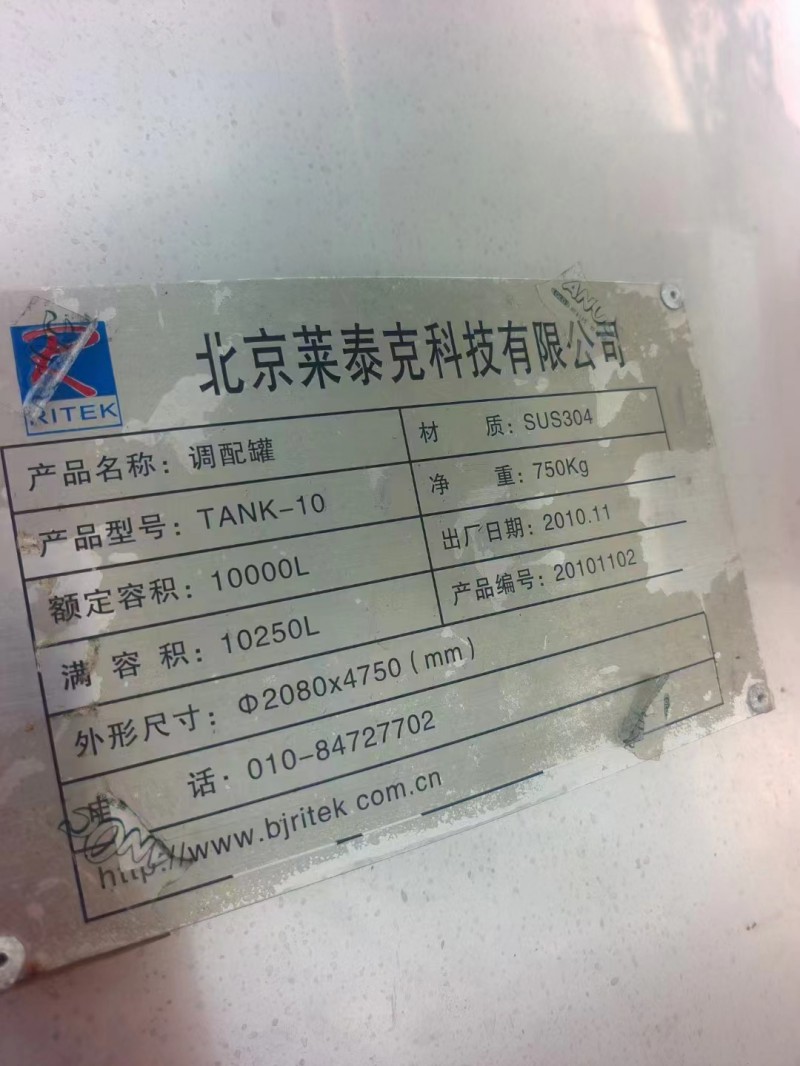 RITEK
北京莱泰克科技有限公司
产品名称：调配罐
材 质：SUS304
产品型号：TANK-10
净 重：750Kg
额定容积：10000L
出厂日期：2010.11
满 容 积：10250L
产品编号：20101102
外形尺寸：Φ2080x4750(mm)
电 话：010-84727702
http://www.bjritek.com.cn